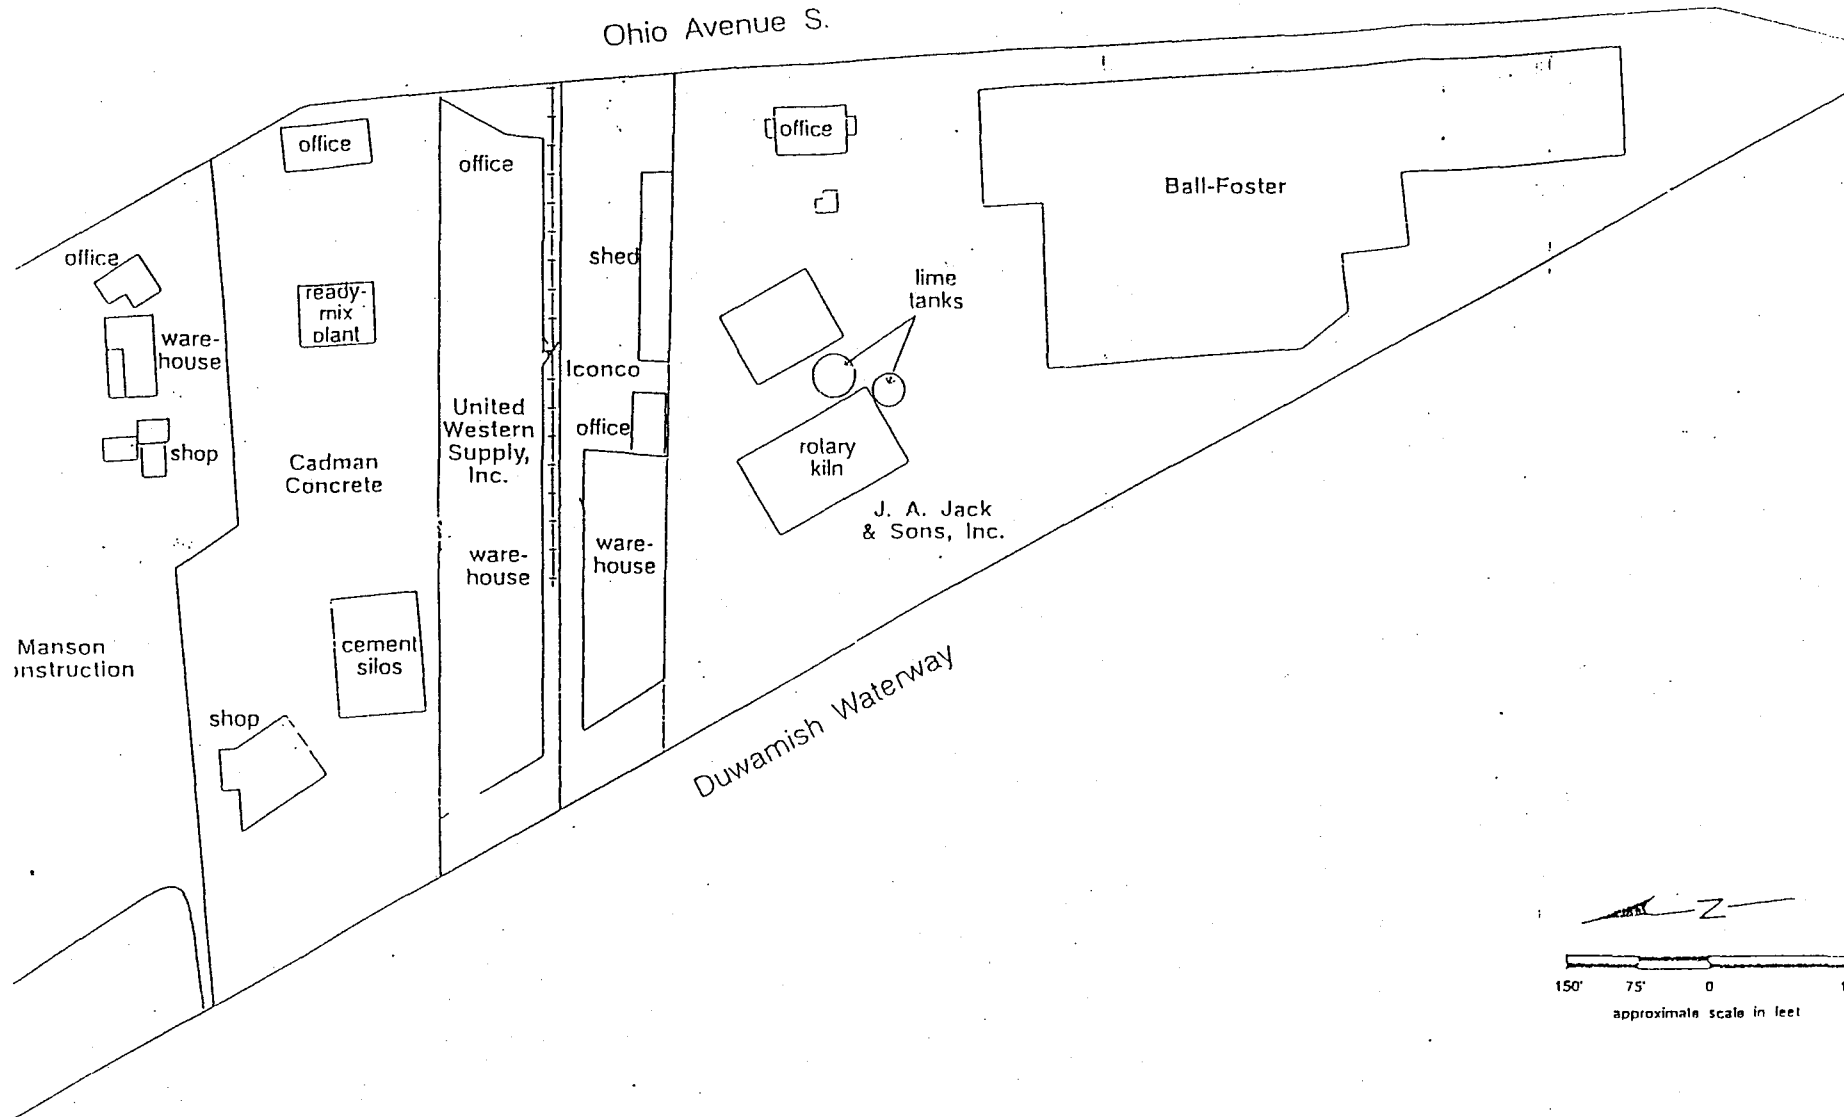 Ohio Avenue S.
office
office
office
office
Ball-Foster
office
shed
lime
tanks
ready-
mix
plant
ware-
house
Iconco
United
Western
Supply,
Inc.
office
shop
Cadman
Concrete
rotary
kiln
J. A. Jack
& Sons, Inc.
ware-
house
ware-
house
Manson
cement
silos
shop
Duwamish Waterway
Z
150'
75'
0
approximate scale in feet